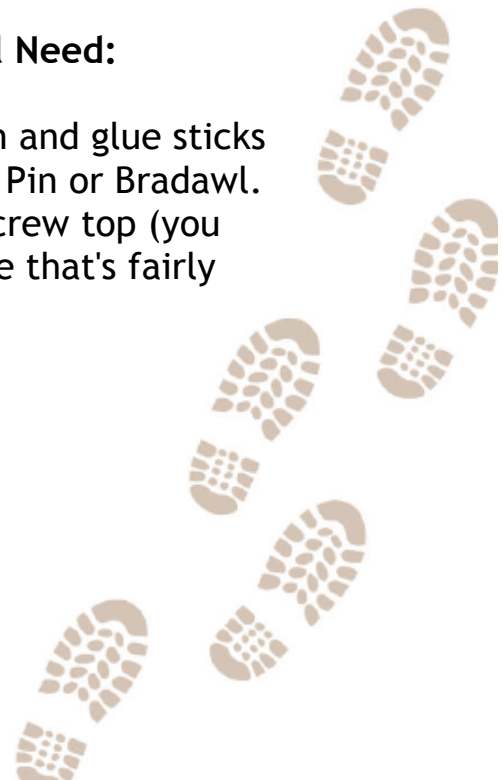 Need:
and glue sticks
Pin or Bradawl.
crew top (you
that's fairly